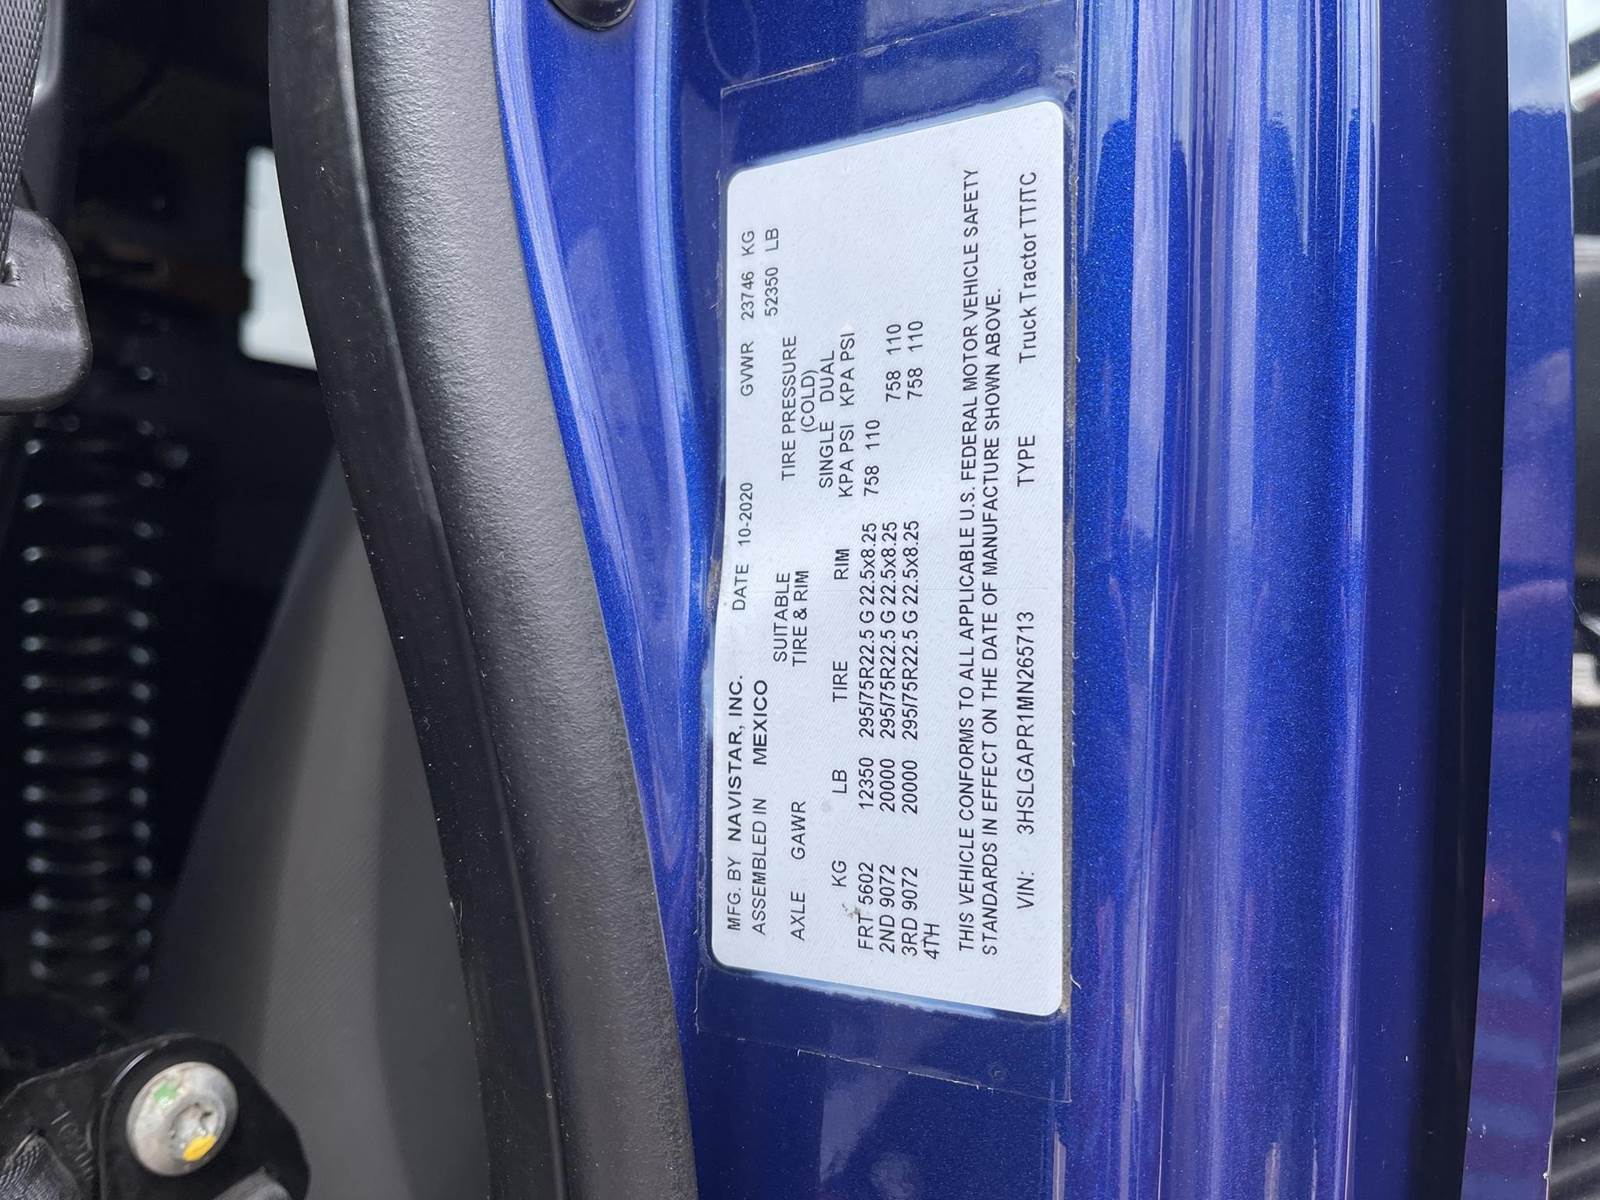 MFG. BY NAVISTAR, INC. DATE 10-2020 GVWR 23746 KG
ASSEMBLED IN MEXICO 52350 LB
SUITABLE TIRE PRESSURE
AXLE GAWR TIRE & RIM (COLD)
SINGLE DUAL
KG LB TIRE RIM KPA PSI KPA PSI
FRT 5602 12350 295/75R22.5 G 22.5x8.25 758 110
2ND 9072 20000 295/75R22.5 G 22.5x8.25 758 110
3RD 9072 20000 295/75R22.5 G 22.5x8.25 758 110
4TH
THIS VEHICLE CONFORMS TO ALL APPLICABLE U.S. FEDERAL MOTOR VEHICLE SAFETY
STANDARDS IN EFFECT ON THE DATE OF MANUFACTURE SHOWN ABOVE.
VIN: 3HSLGAPR1MN265713 TYPE Truck Tractor TT/TC